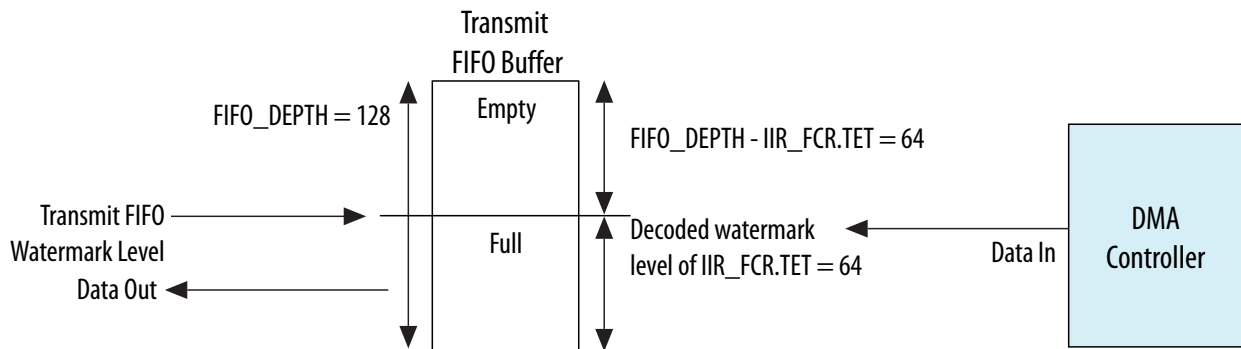 Transmit
FIFO Buffer
FIFO_DEPTH = 128
Empty
FIFO_DEPTH - IIR_FCR.TET = 64
Transmit FIFO
Watermark Level
Data Out
Full
Decoded watermark
level of IIR_FCR.TET = 64
Data In
DMA
Controller